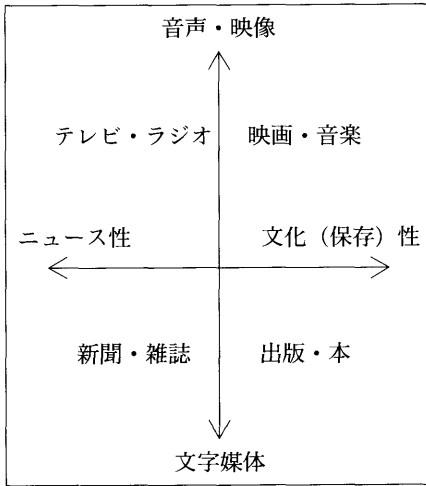 音声・映像
テレビ・ラジオ 映画・音楽
ニュース性 文化（保存）性
新聞・雑誌 出版・本
文字媒体